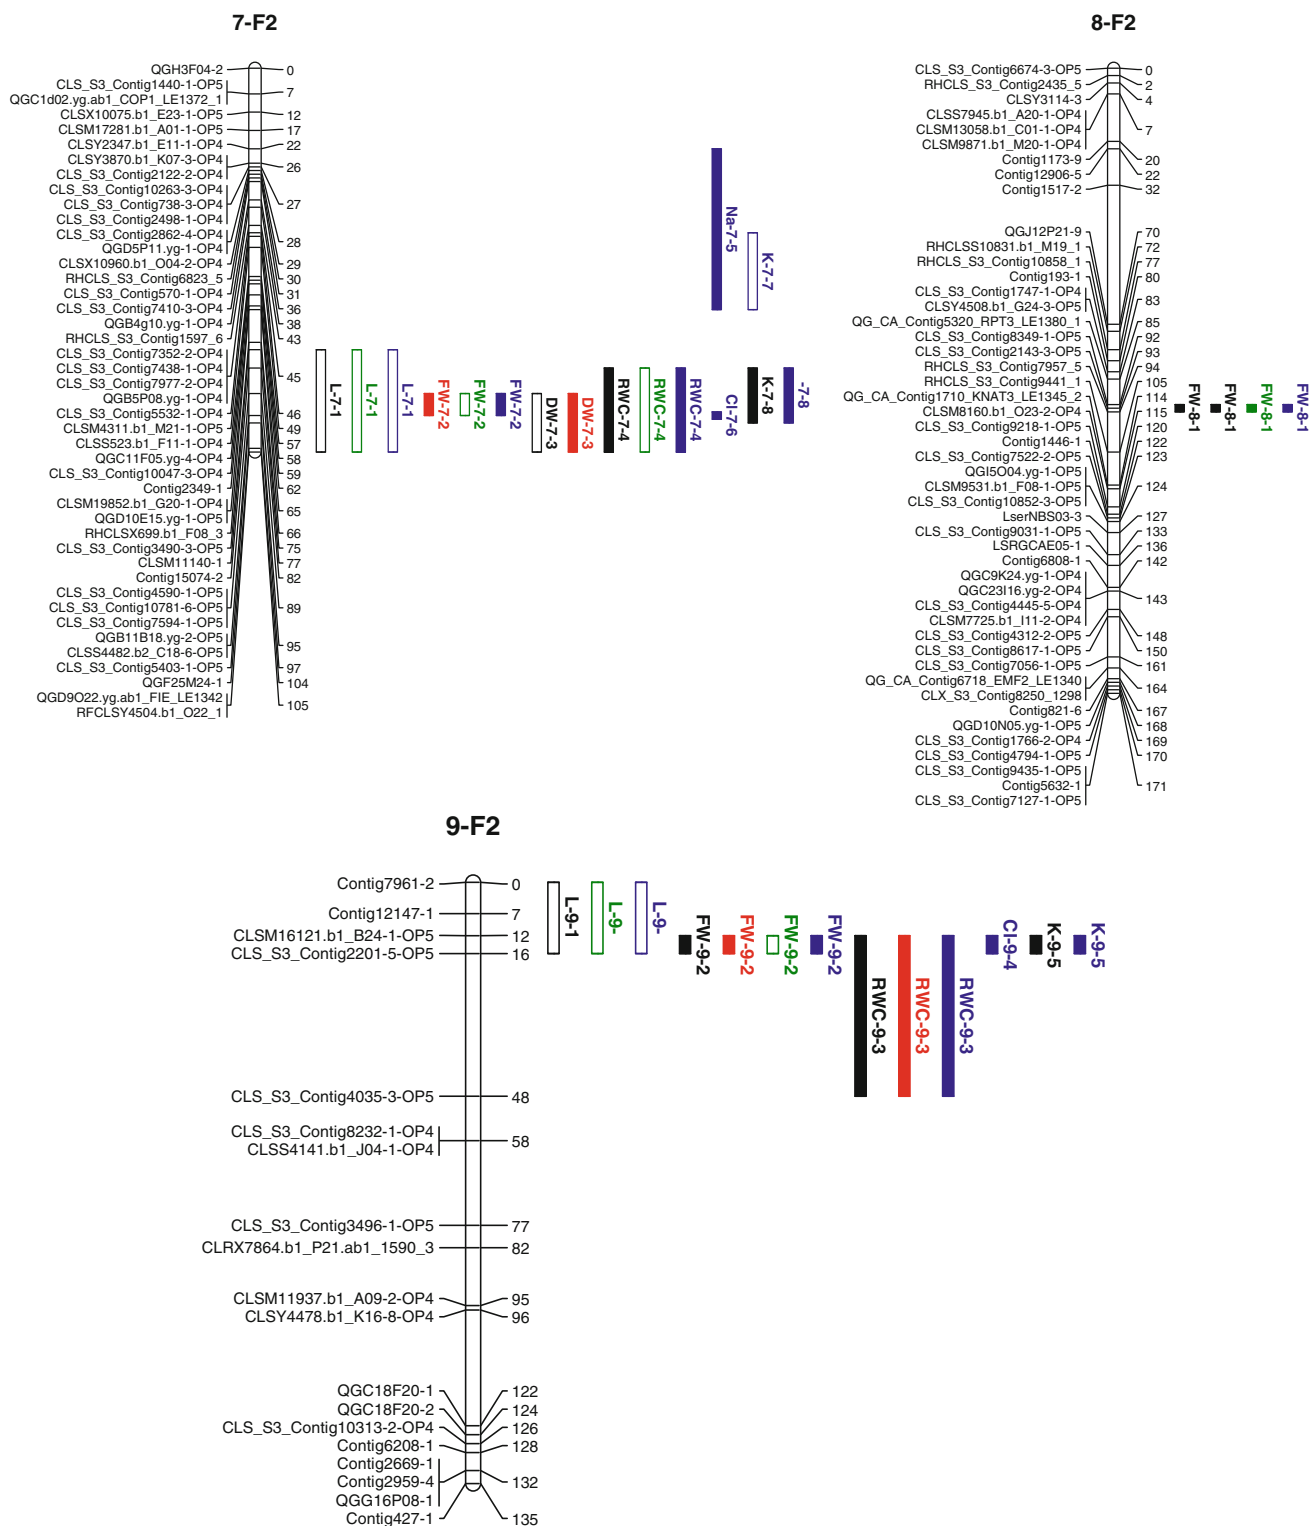 7-F2
QGH3F04-2 0
CLS_S3_Contig1440-1-OP5
QGC1d02.yg.ab1_COP1_LE1372_1 7
CLSX10075.b1_E23-1-OP5 12
CLSM17281.b1_A01-1-OP5 17
CLSY2347.b1_E11-1-OP4 22
CLSY3870.b1_K07-3-OP4
CLS_S3_Contig2122-2-OP4 26
CLS_S3_Contig10263-3-OP4
CLS_S3_Contig738-3-OP4 27
CLS_S3_Contig2498-1-OP4
CLS_S3_Contig2862-4-OP4
QGD5P11.yg-1-OP4 28
CLSX10960.b1_O04-2-OP4 29
RHCLS_S3_Contig6823_5 30
CLS_S3_Contig570-1-OP4 31
CLS_S3_Contig7410-3-OP4 36
QGB4g10.yg-1-OP4 38
RHCLS_S3_Contig1597_6 43
CLS_S3_Contig7352-2-OP4
CLS_S3_Contig7438-1-OP4 45
CLS_S3_Contig7977-2-OP4
QGB5P08.yg-1-OP4
CLS_S3_Contig5532-1-OP4 46
CLSM4311.b1_M21-1-OP5 49
CLSS523.b1_F11-1-OP4 57
QGC11F05.yg-4-OP4 58
CLS_S3_Contig10047-3-OP4 59
Contig2349-1 62
CLSM19852.b1_G20-1-OP4
QGD10E15.yg-1-OP5 65
RHCLSX699.b1_F08_3 66
CLS_S3_Contig3490-3-OP5 75
CLSM11140-1 77
Contig15074-2 82
CLS_S3_Contig4590-1-OP5
CLS_S3_Contig10781-6-OP5 89
CLS_S3_Contig7594-1-OP5
QGB11B18.yg-2-OP5
CLSS4482.b2_C18-6-OP5 95
CLS_S3_Contig5403-1-OP5 97
QGF25M24-1 104
QGD9O22.yg.ab1_FIE_LE1342
RFCLSY4504.b1_O22_1 105
L-7-1
L-7-1
L-7-1
FW-7-2
FW-7-2
FW-7-2
DW-7-3
DW-7-3
RWC-7-4
RWC-7-4
RWC-7-4
Na-7-5
Cl-7-6
K-7-7
K-7-8
-7-8
8-F2
CLS_S3_Contig6674-3-OP5 0
RHCLS_S3_Contig2435_5 2
CLSY3114-3 4
CLSS7945.b1_A20-1-OP4
CLSM13058.b1_C01-1-OP4 7
CLSM9871.b1_M20-1-OP4
Contig1173-9 20
Contig12906-5 22
Contig1517-2 32
QGJ12P21-9 70
RHCLSS10831.b1_M19_1 72
RHCLS_S3_Contig10858_1 77
Contig193-1 80
CLS_S3_Contig1747-1-OP4
CLSY4508.b1_G24-3-OP5 83
QG_CA_Contig5320_RPT3_LE1380_1 85
CLS_S3_Contig8349-1-OP5 92
CLS_S3_Contig2143-3-OP5 93
RHCLS_S3_Contig7957_5 94
RHCLS_S3_Contig9441_1 105
QG_CA_Contig1710_KNAT3_LE1345_2 114
CLSM8160.b1_O23-2-OP4 115
CLS_S3_Contig9218-1-OP5 120
Contig1446-1 122
CLS_S3_Contig7522-2-OP5 123
QGI5O04.yg-1-OP5
CLSM9531.b1_F08-1-OP5 124
CLS_S3_Contig10852-3-OP5
LserNBS03-3 127
CLS_S3_Contig9031-1-OP5 133
LSRGCAE05-1 136
Contig6808-1 142
QGC9K24.yg-1-OP4
QGC23I16.yg-2-OP4 143
CLS_S3_Contig4445-5-OP4
CLSM7725.b1_I11-2-OP4
CLS_S3_Contig4312-2-OP5 148
CLS_S3_Contig8617-1-OP5 150
CLS_S3_Contig7056-1-OP5 161
QG_CA_Contig6718_EMF2_LE1340
CLX_S3_Contig8250_1298 164
Contig821-6 167
QGD10N05.yg-1-OP5 168
CLS_S3_Contig1766-2-OP4 169
CLS_S3_Contig4794-1-OP5 170
CLS_S3_Contig9435-1-OP5
Contig5632-1 171
CLS_S3_Contig7127-1-OP5
FW-8-1
FW-8-1
FW-8-1
FW-8-1
9-F2
Contig7961-2 0
Contig12147-1 7
CLSM16121.b1_B24-1-OP5 12
CLS_S3_Contig2201-5-OP5 16
CLS_S3_Contig4035-3-OP5 48
CLS_S3_Contig8232-1-OP4
CLSS4141.b1_J04-1-OP4 58
CLS_S3_Contig3496-1-OP5 77
CLRX7864.b1_P21.ab1_1590_3 82
CLSM11937.b1_A09-2-OP4 95
CLSY4478.b1_K16-8-OP4 96
QGC18F20-1 122
QGC18F20-2 124
CLS_S3_Contig10313-2-OP4 126
Contig6208-1 128
Contig2669-1
Contig2959-4 132
QGG16P08-1
Contig427-1 135
L-9-1
L-9-
L-9-
FW-9-2
FW-9-2
FW-9-2
FW-9-2
RWC-9-3
RWC-9-3
RWC-9-3
Cl-9-4
K-9-5
K-9-5